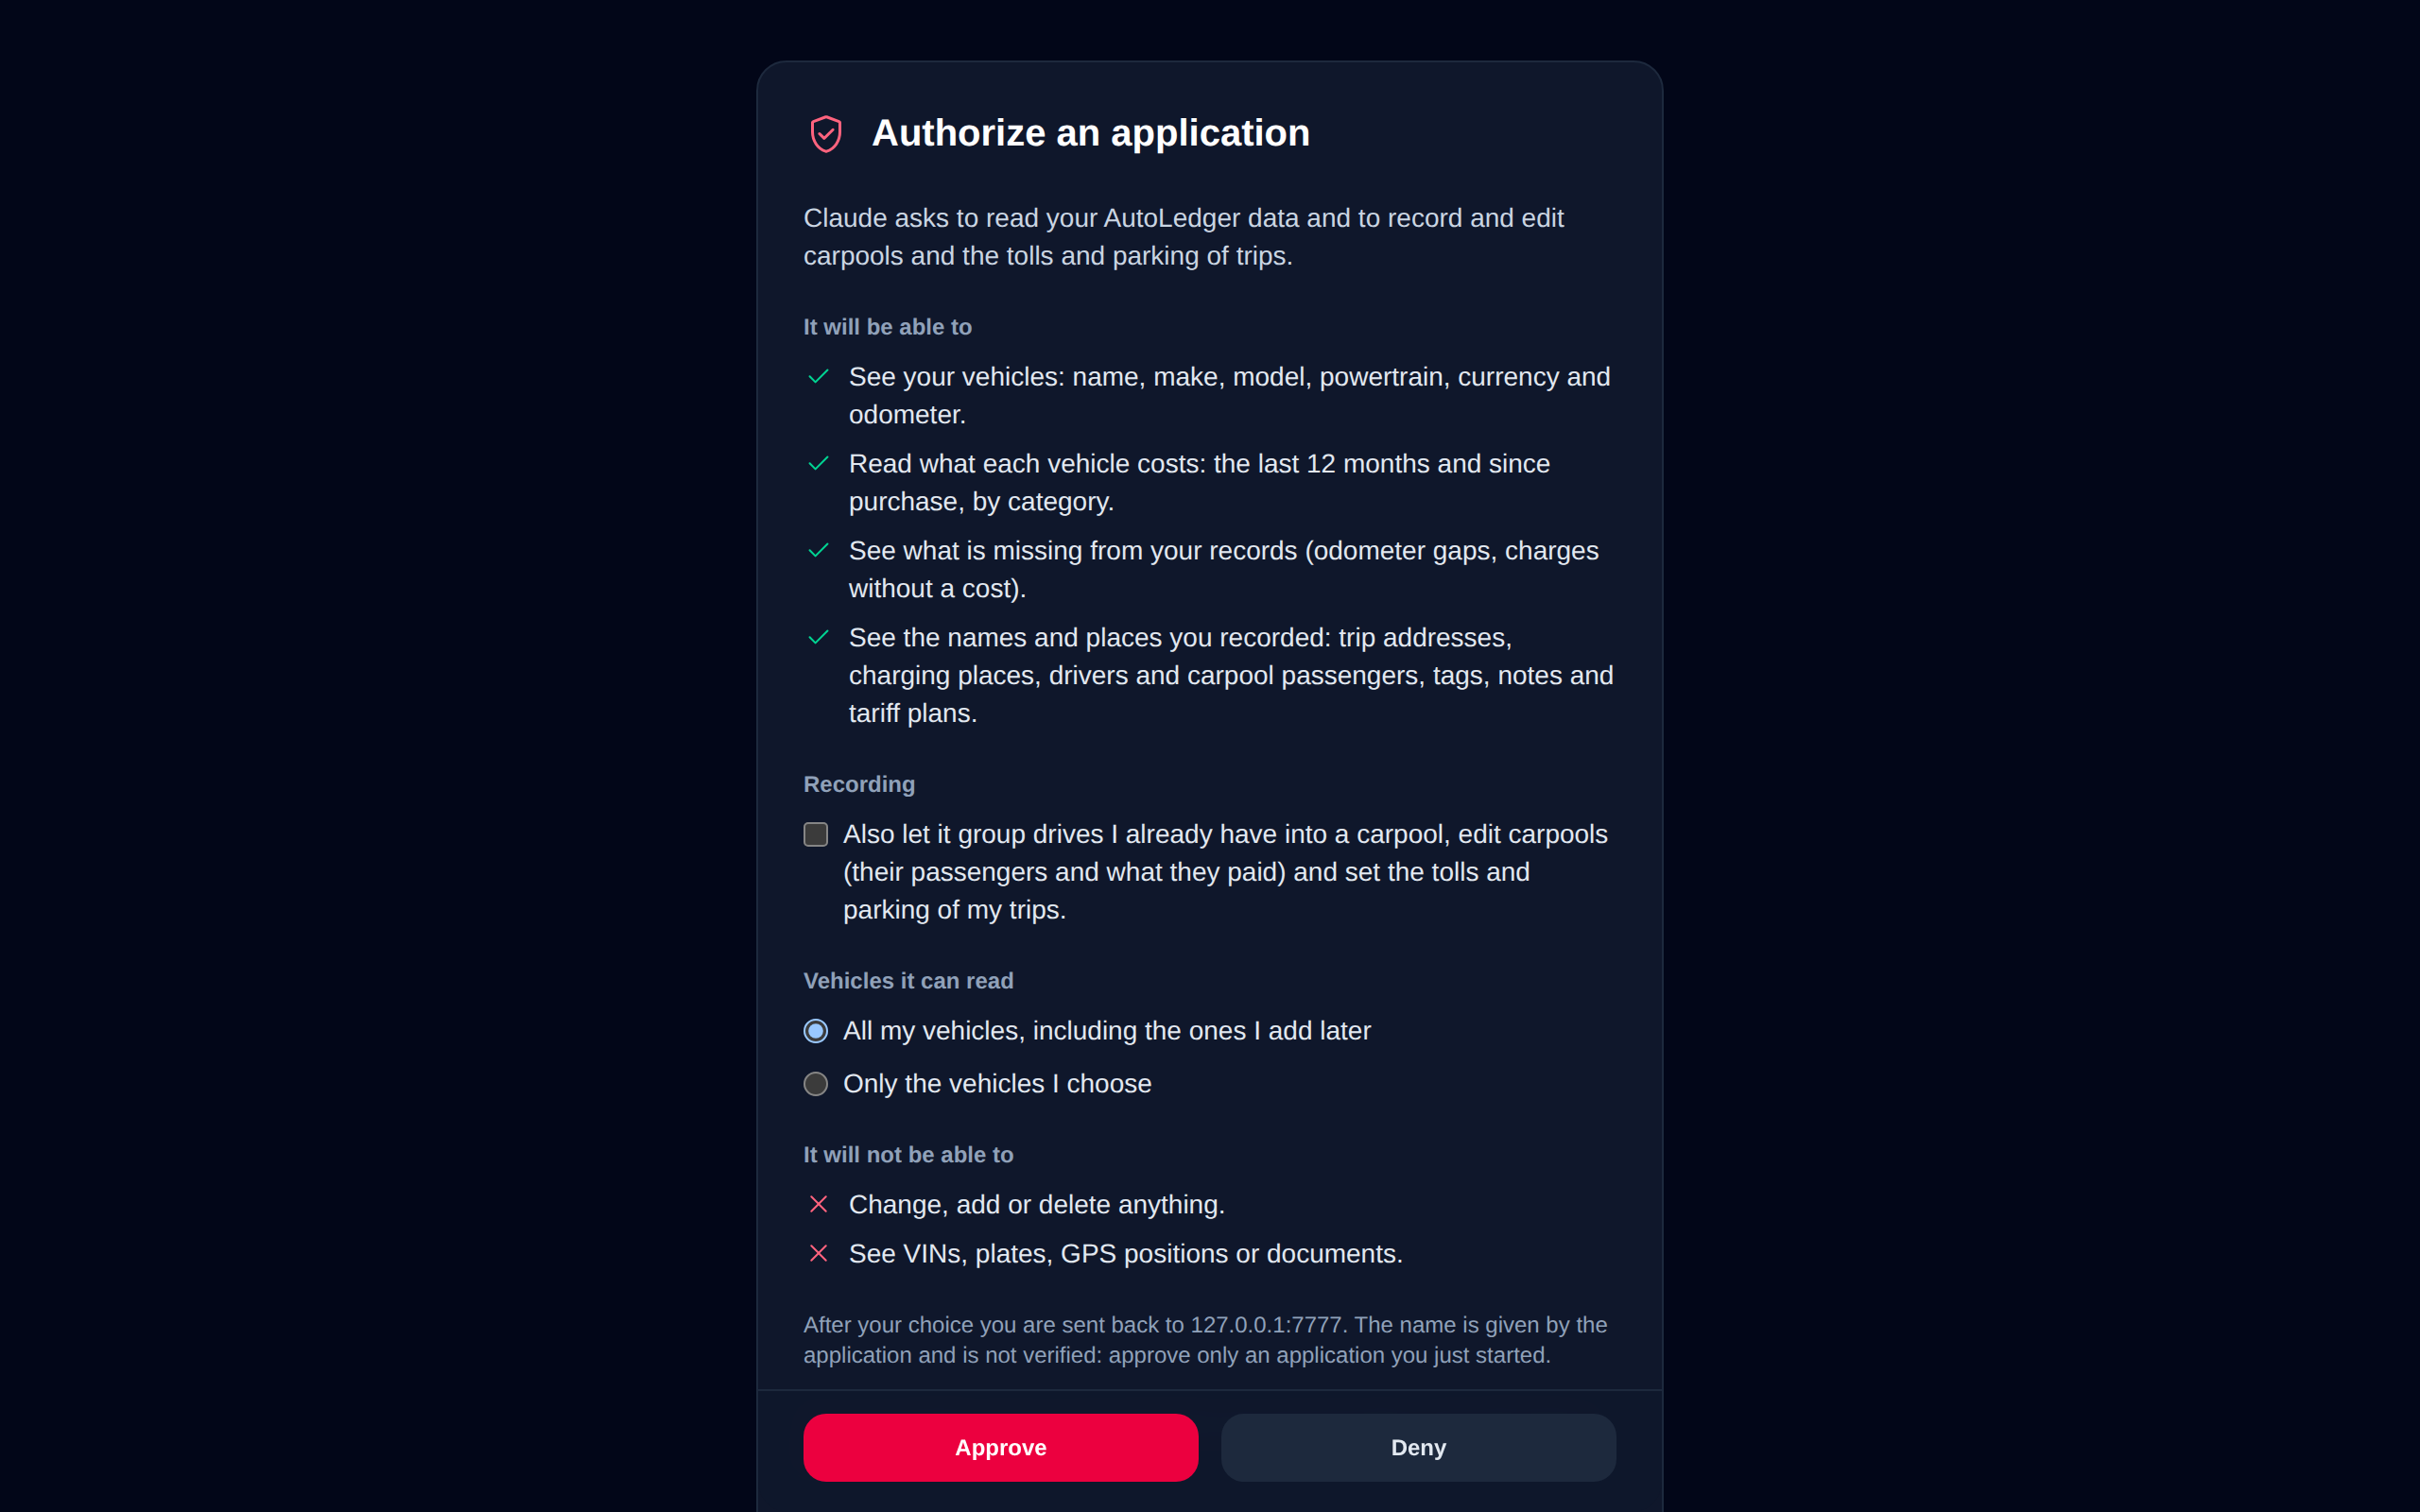 Authorize an application
Claude asks to read your AutoLedger data and to record and edit
carpools and the tolls and parking of trips.
It will be able to
See your vehicles: name, make, model, powertrain, currency and
odometer.
Read what each vehicle costs: the last 12 months and since
purchase, by category.
See what is missing from your records (odometer gaps, charges
without a cost).
See the names and places you recorded: trip addresses,
charging places, drivers and carpool passengers, tags, notes and
tariff plans.
Recording
Also let it group drives I already have into a carpool, edit carpools
(their passengers and what they paid) and set the tolls and
parking of my trips.
Vehicles it can read
All my vehicles, including the ones I add later
Only the vehicles I choose
It will not be able to
Change, add or delete anything.
See VINs, plates, GPS positions or documents.
After your choice you are sent back to 127.0.0.1:7777. The name is given by the
application and is not verified: approve only an application you just started.
Approve
Deny